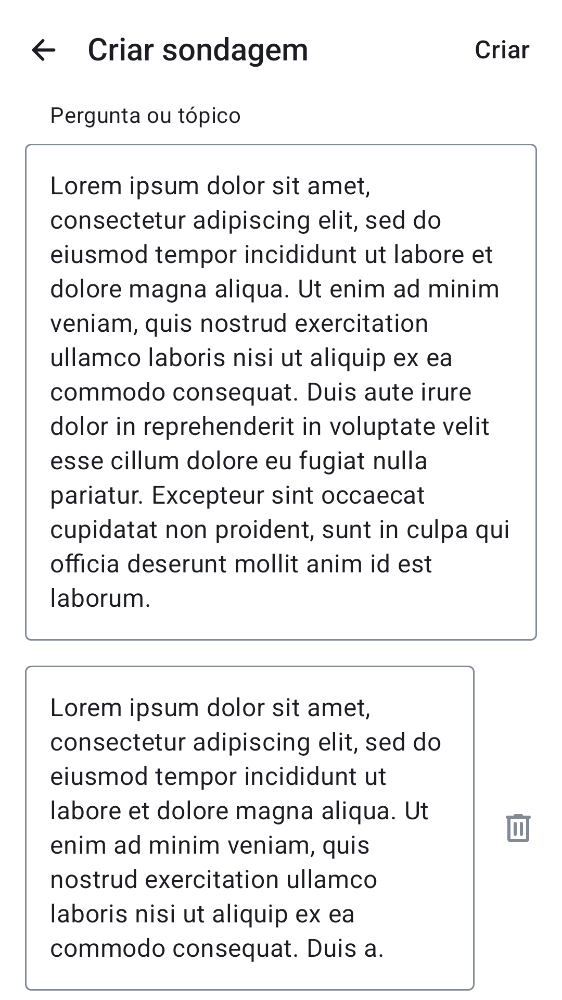 Criar sondagem
Criar
Pergunta ou tópico
Lorem ipsum dolor sit amet,
consectetur adipiscing elit, sed do
eiusmod tempor incididunt ut labore et
dolore magna aliqua. Ut enim ad minim
veniam, quis nostrud exercitation
ullamco laboris nisi ut aliquip ex ea
commodo consequat. Duis aute irure
dolor in reprehenderit in voluptate velit
esse cillum dolore eu fugiat nulla
pariatur. Excepteur sint occaecat
cupidatat non proident, sunt in culpa qui
officia deserunt mollit anim id est
laborum.
Lorem ipsum dolor sit amet,
consectetur adipiscing elit, sed do
eiusmod tempor incididunt ut
labore et dolore magna aliqua. Ut
enim ad minim veniam, quis
nostrud exercitation ullamco
laboris nisi ut aliquip ex ea
commodo consequat. Duis a.